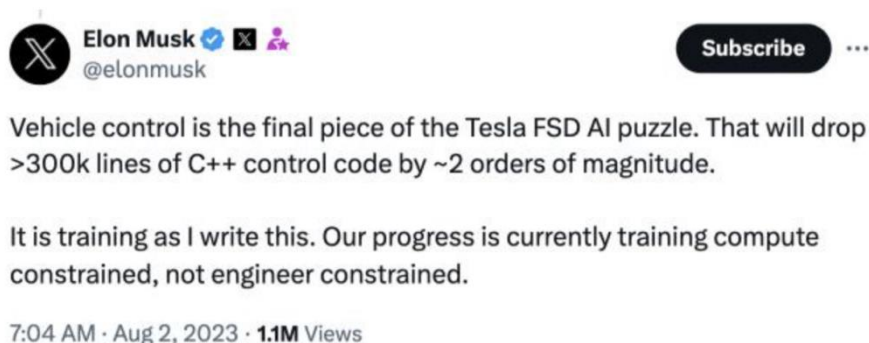 Elon Musk
@elonmusk
Subscribe
Vehicle control is the final piece of the Tesla FSD AI puzzle. That will drop
>300k lines of C++ control code by ~2 orders of magnitude.
It is training as I write this. Our progress is currently training compute
constrained, not engineer constrained.
7:04 AM · Aug 2, 2023 · 1.1M Views